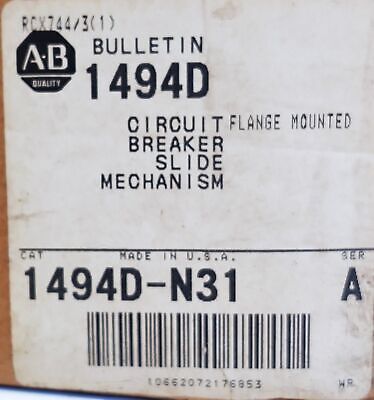 RCX744/3(1)
A-B
QUALITY
BULLETIN
1494D
CIRCUIT FLANGE MOUNTED
BREAKER
SLIDE
MECHANISM
CAT MADE IN U.S.A. SER
1494D-N31 A
10662072176853 WR